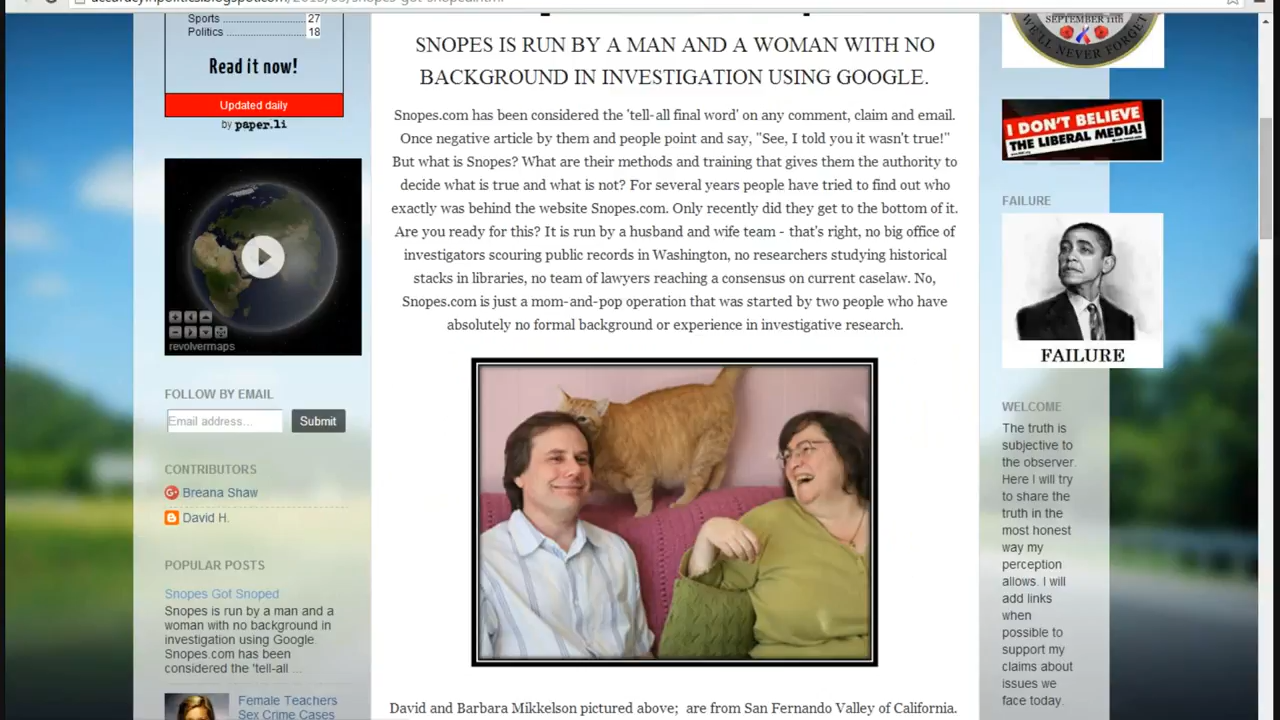 Sports ..................... 27
Politics ..................... 18
Read it now!
Updated daily
by paper.li
revolvermaps
FOLLOW BY EMAIL
Email address...
Submit
CONTRIBUTORS
Breana Shaw
David H.
POPULAR POSTS
Snopes Got Snoped
Snopes is run by a man and a
woman with no background in
investigation using Google
Snopes.com has been
considered the 'tell-all ...
Female Teachers
Sex Crime Cases
SNOPES IS RUN BY A MAN AND A WOMAN WITH NO
BACKGROUND IN INVESTIGATION USING GOOGLE.
Snopes.com has been considered the 'tell-all final word' on any comment, claim and email.
Once negative article by them and people point and say, "See, I told you it wasn't true!"
But what is Snopes? What are their methods and training that gives them the authority to
decide what is true and what is not? For several years people have tried to find out who
exactly was behind the website Snopes.com. Only recently did they get to the bottom of it.
Are you ready for this? It is run by a husband and wife team - that's right, no big office of
investigators scouring public records in Washington, no researchers studying historical
stacks in libraries, no team of lawyers reaching a consensus on current caselaw. No,
Snopes.com is just a mom-and-pop operation that was started by two people who have
absolutely no formal background or experience in investigative research.
David and Barbara Mikkelson pictured above; are from San Fernando Valley of California.
SEPTEMBER 11th
WE'LL NEVER FORGET
I DON'T BELIEVE
THE LIBERAL MEDIA!
FAILURE
FAILURE
WELCOME
The truth is
subjective to
the observer.
Here I will try
to share the
truth in the
most honest
way my
perception
allows. I will
add links
when
possible to
support my
claims about
issues we
face today.